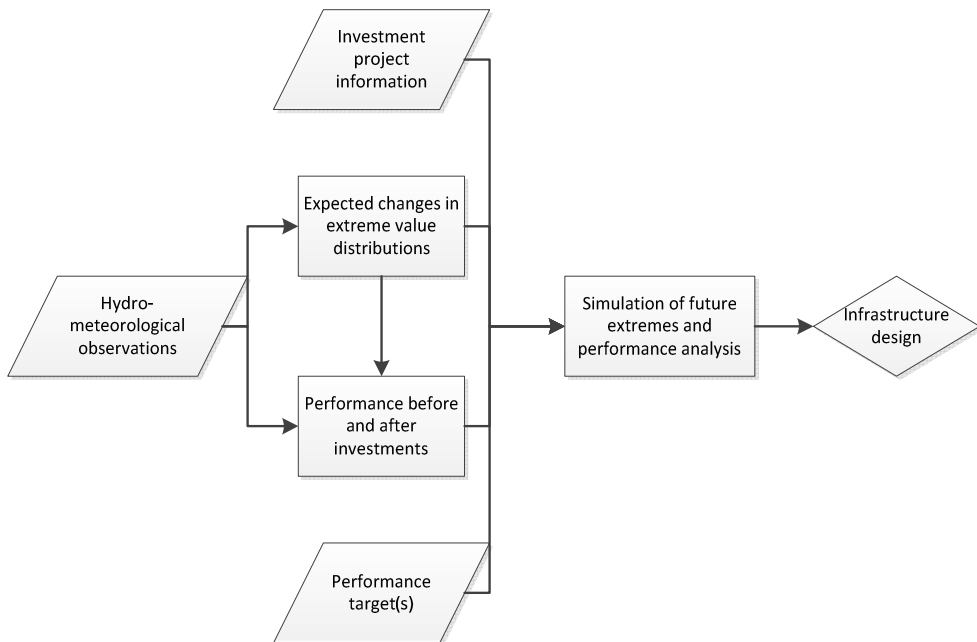 Investment
project
information
Expected changes in
extreme value
distributions
Hydro-
meteorological
observations
Simulation of future
extremes and
performance analysis
Infrastructure
design
Performance before
and after
investments
Performance
target(s)